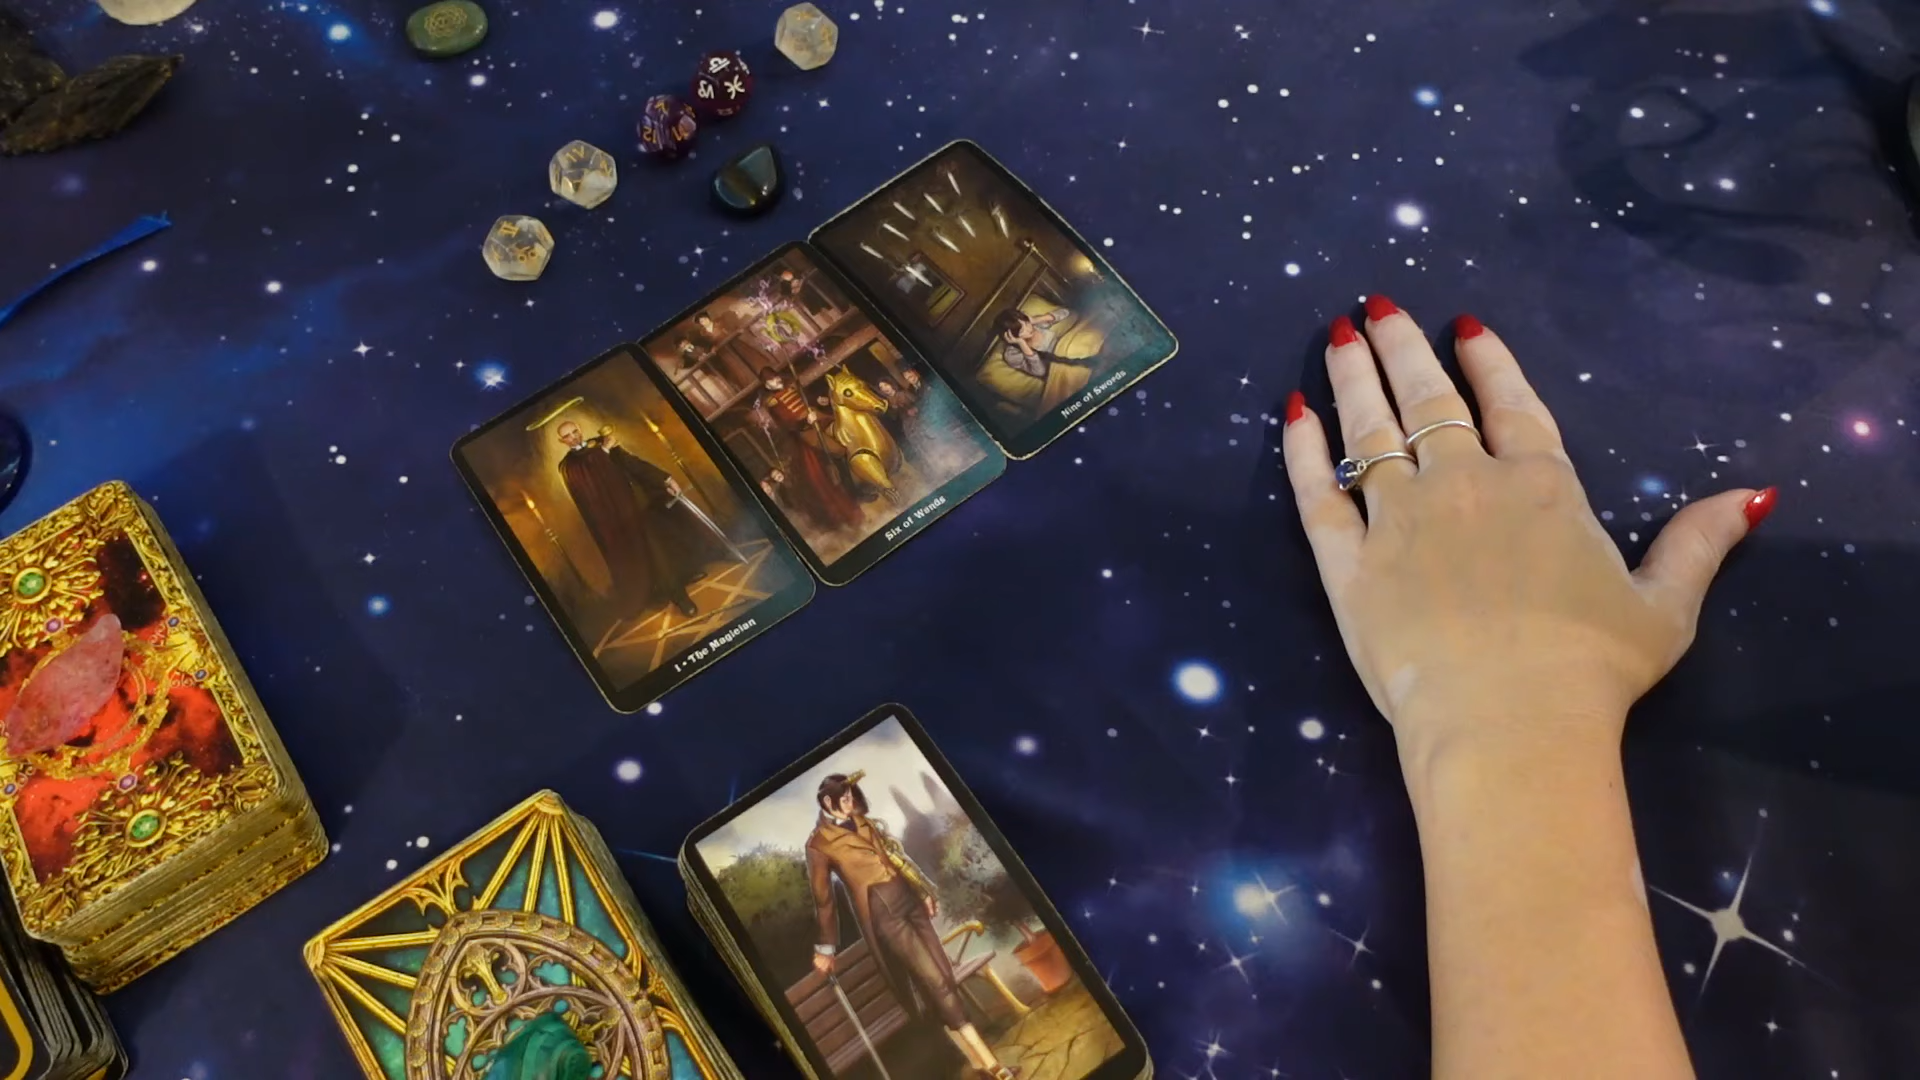 I • The Magician
Six of Wands
Nine of Swords